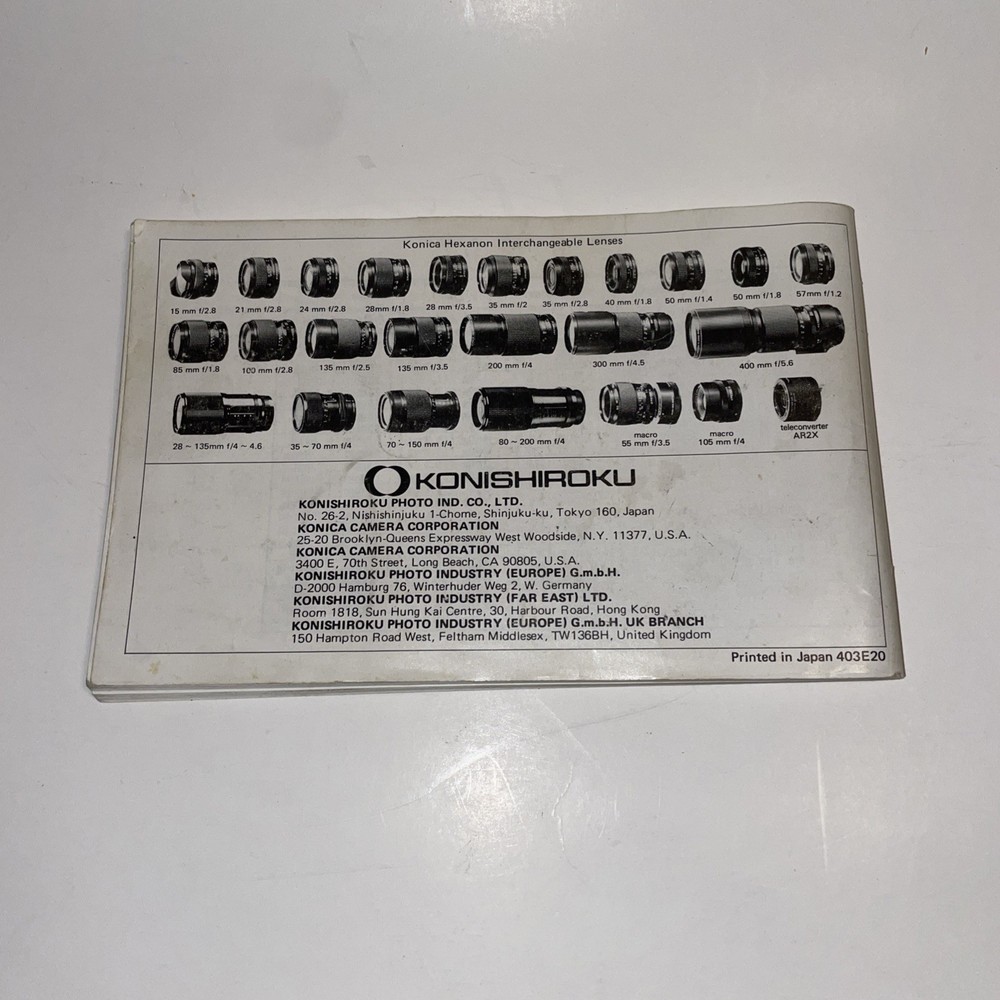 Konica Hexanon Interchangeable Lenses
15 mm f/2.8 21 mm f/2.8 24 mm f/2.8 28mm f/1.8 28 mm f/3.5 35 mm f/2 35 mm f/2.8 40 mm f/1.8 50 mm f/1.4 50 mm f/1.8 57mm f/1.2
85 mm f/1.8 100 mm f/2.8 135 mm f/2.5 135 mm f/3.5 200 mm f/4 300 mm f/4.5 400 mm f/5.6
28 ~ 135mm f/4 ~ 4.6 35 ~ 70 mm f/4 70 ~ 150 mm f/4 80 ~ 200 mm f/4 macro 55 mm f/3.5 macro 105 mm f/4 teleconverter AR2X
KONISHIROKU
KONISHIROKU PHOTO IND. CO., LTD.
No. 26-2, Nishishinjuku 1-Chome, Shinjuku-ku, Tokyo 160, Japan
KONICA CAMERA CORPORATION
25-20 Brooklyn-Queens Expressway West Woodside, N.Y. 11377, U.S.A.
KONICA CAMERA CORPORATION
3400 E, 70th Street, Long Beach, CA 90805, U.S.A.
KONISHIROKU PHOTO INDUSTRY (EUROPE) G.m.b.H.
D-2000 Hamburg 76, Winterhuder Weg 2, W. Germany
KONISHIROKU PHOTO INDUSTRY (FAR EAST) LTD.
Room 1818, Sun Hung Kai Centre, 30, Harbour Road, Hong Kong
KONISHIROKU PHOTO INDUSTRY (EUROPE) G.m.b.H. UK BRANCH
150 Hampton Road West, Feltham Middlesex, TW136BH, United Kingdom
Printed in Japan 403E20